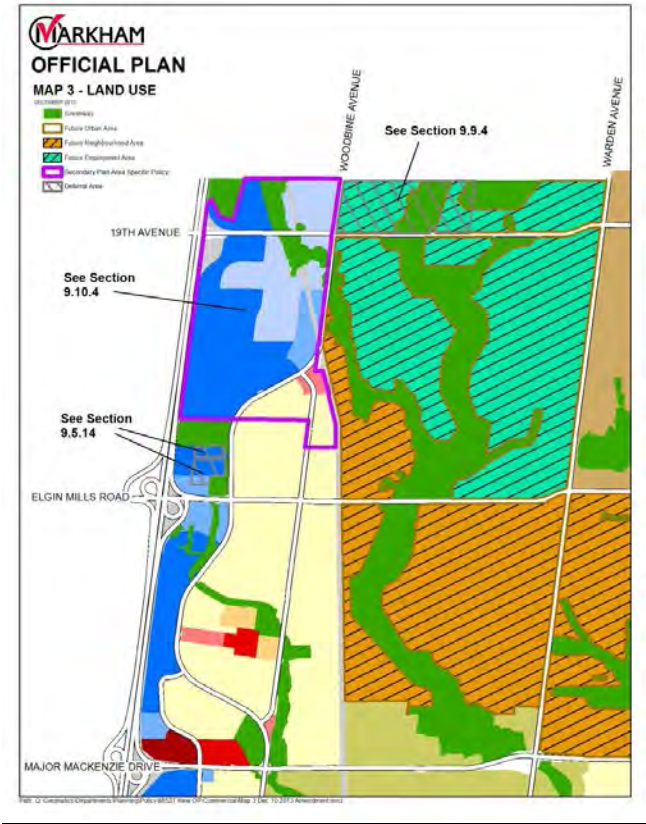 MARKHAM
OFFICIAL PLAN
MAP 3 - LAND USE
DECEMBER 2013
Greenway
Future Urban Area
Future Neighbourhood Area
Future Employment Area
Secondary Plan Area Specific Policy
Deferral Area
WOODBINE AVENUE
WARDEN AVENUE
See Section 9.9.4
19TH AVENUE
See Section
9.10.4
See Section
9.5.14
ELGIN MILLS ROAD
MAJOR MACKENZIE DRIVE